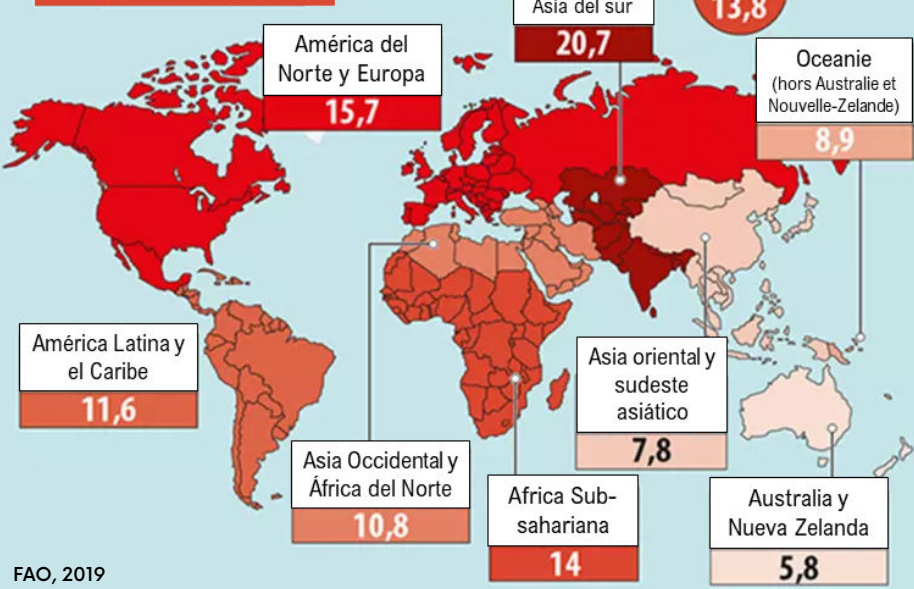 Asia del sur
20,7
13,8
América del
Norte y Europa
15,7
Oceanie
(hors Australie et
Nouvelle-Zelande)
8,9
América Latina y
el Caribe
11,6
Asia oriental y
sudeste
asiático
7,8
Asia Occidental y
África del Norte
10,8
Africa Sub-
sahariana
14
Australia y
Nueva Zelanda
5,8
FAO, 2019